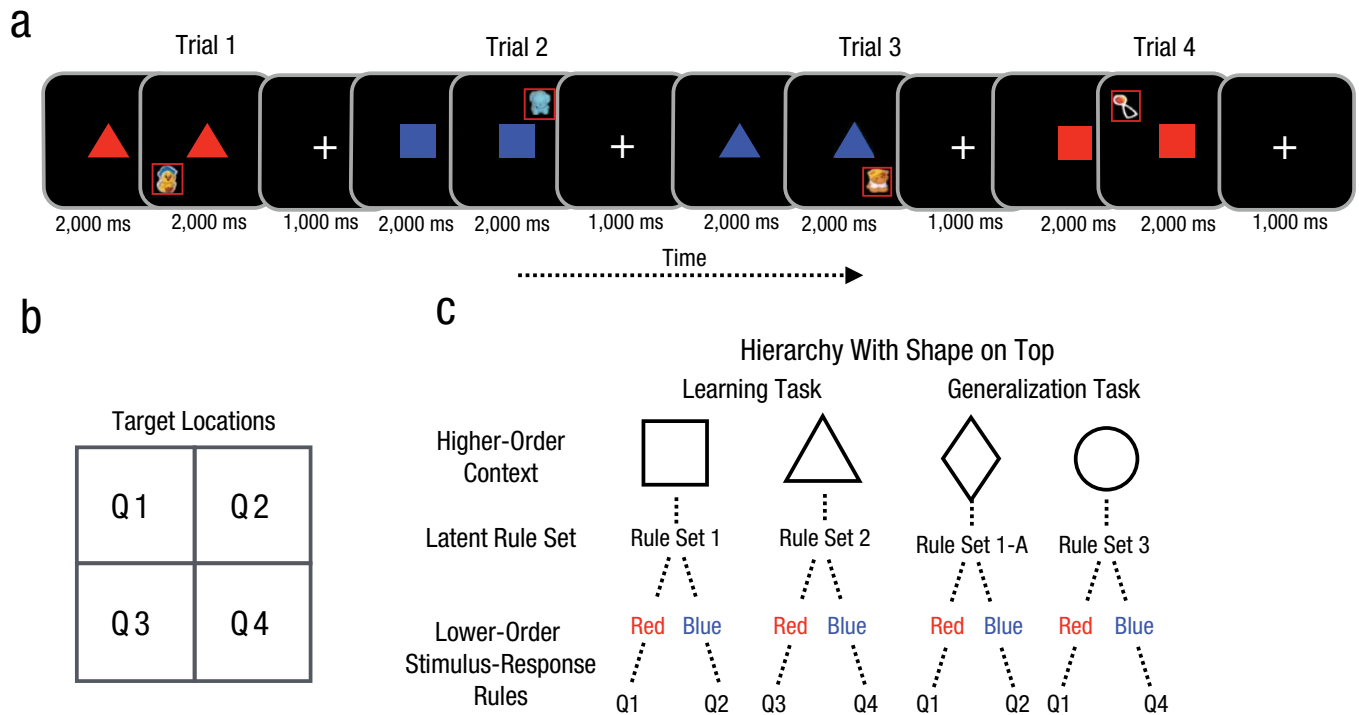 a
Trial 1 Trial 2 Trial 3 Trial 4
+ + + +
2,000 ms 2,000 ms 1,000 ms 2,000 ms 2,000 ms 1,000 ms 2,000 ms 2,000 ms 1,000 ms 2,000 ms 2,000 ms 1,000 ms
Time
b
Target Locations
Q1 Q2
Q3 Q4
c
Hierarchy With Shape on Top
Learning Task Generalization Task
Higher-Order
Context
Latent Rule Set Rule Set 1 Rule Set 2 Rule Set 1-A Rule Set 3
Lower-Order
Stimulus-Response
Rules
Red Blue Red Blue Red Blue Red Blue
Q1 Q2 Q3 Q4 Q1 Q2 Q1 Q4